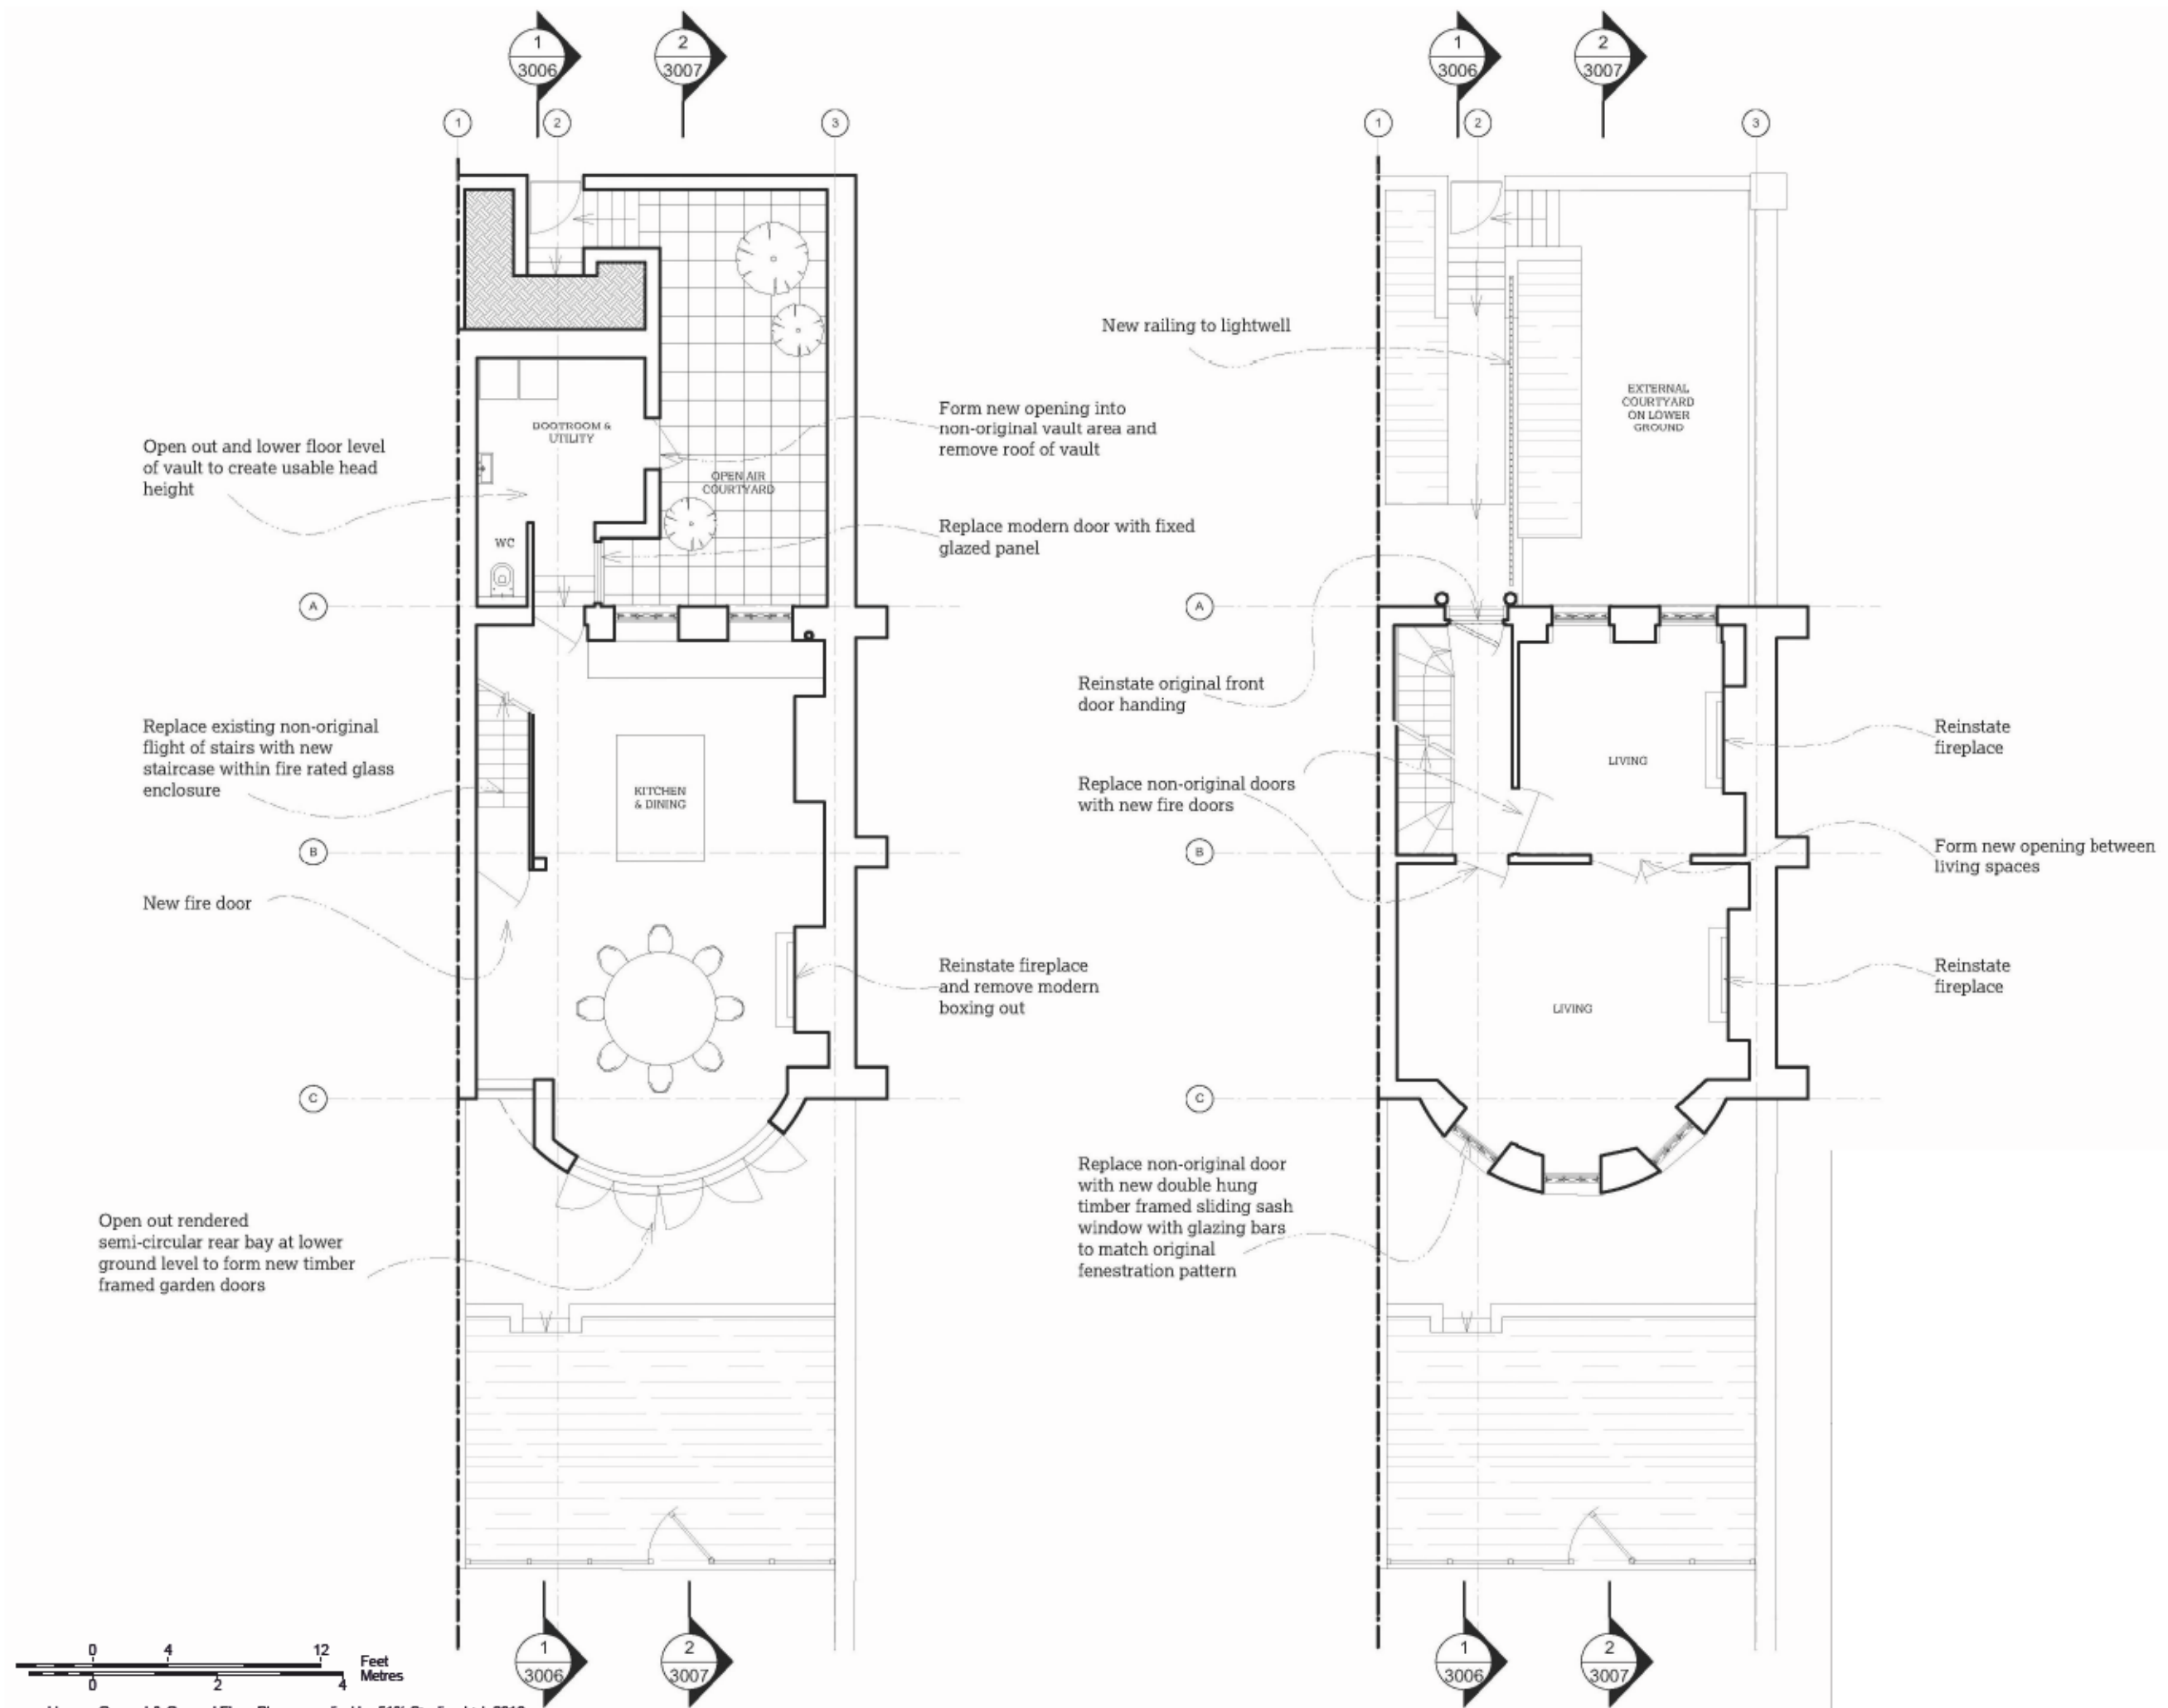 1
3006
2
3007
1
3006
2
3007
1
2
3
1
2
3
New railing to lightwell
EXTERNAL
COURTYARD
ON LOWER
GROUND
Form new opening into
non-original vault area and
remove roof of vault
Open out and lower floor level
of vault to create usable head
height
BOOTROOM &
UTILITY
OPEN AIR
COURTYARD
Replace modern door with fixed
glazed panel
WC
A
A
Reinstate original front
door handing
Replace existing non-original
flight of stairs with new
staircase within fire rated glass
enclosure
Reinstate
fireplace
LIVING
KITCHEN
& DINING
Replace non-original doors
with new fire doors
B
B
Form new opening between
living spaces
New fire door
Reinstate fireplace
and remove modern
boxing out
Reinstate
fireplace
LIVING
C
C
Replace non-original door
with new double hung
timber framed sliding sash
window with glazing bars
to match original
fenestration pattern
Open out rendered
semi-circular rear bay at lower
ground level to form new timber
framed garden doors
0 4 12
Feet
Metres
0 2 4
1
3006
2
3007
1
3006
2
3007